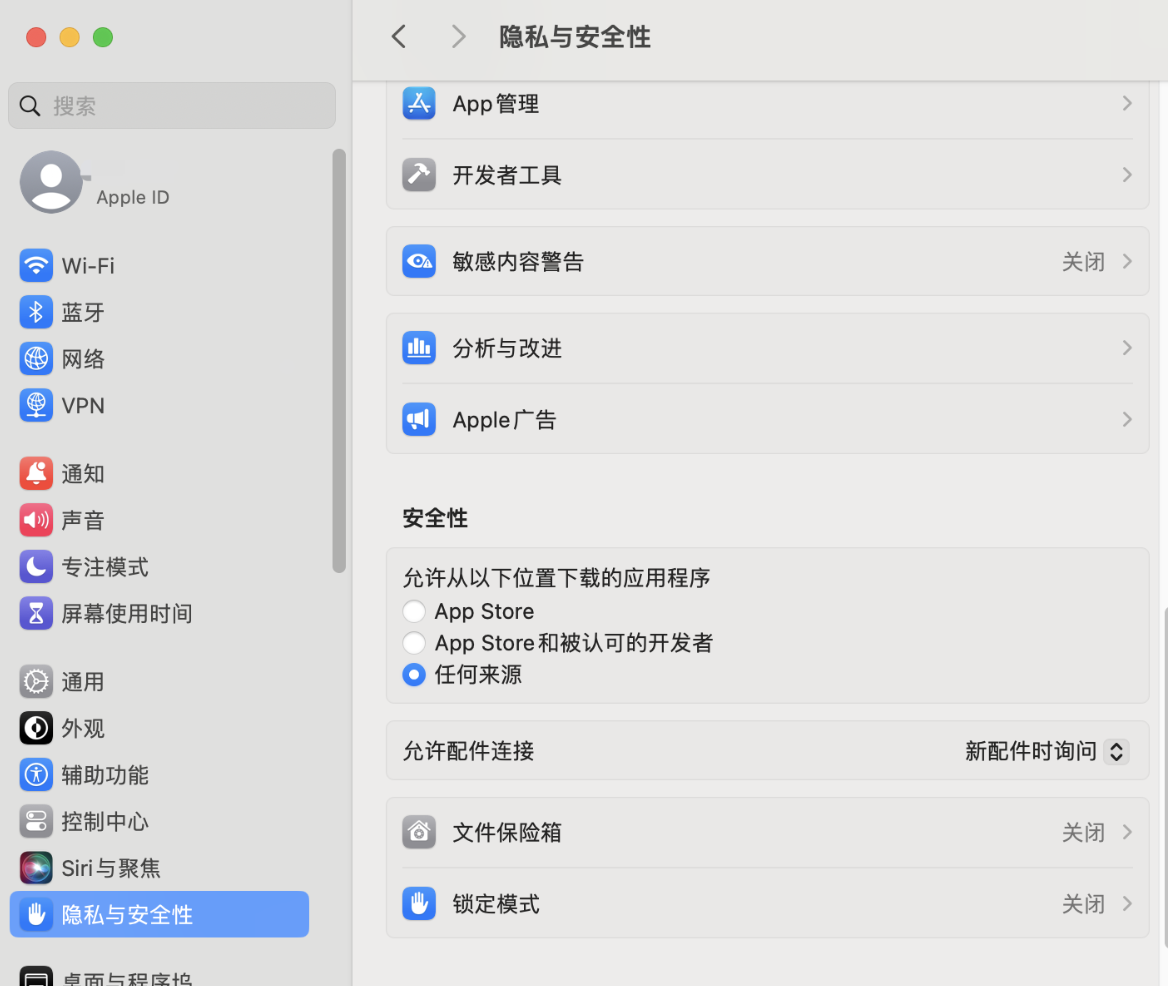 搜索
Apple ID
Wi-Fi
蓝牙
网络
VPN
通知
声音
专注模式
屏幕使用时间
通用
外观
辅助功能
控制中心
Siri与聚焦
隐私与安全性
桌面与程序坞
隐私与安全性
App管理
开发者工具
敏感内容警告 关闭
分析与改进
Apple广告
安全性
允许从以下位置下载的应用程序
App Store
App Store和被认可的开发者
任何来源
允许配件连接 新配件时询问
文件保险箱 关闭
锁定模式 关闭